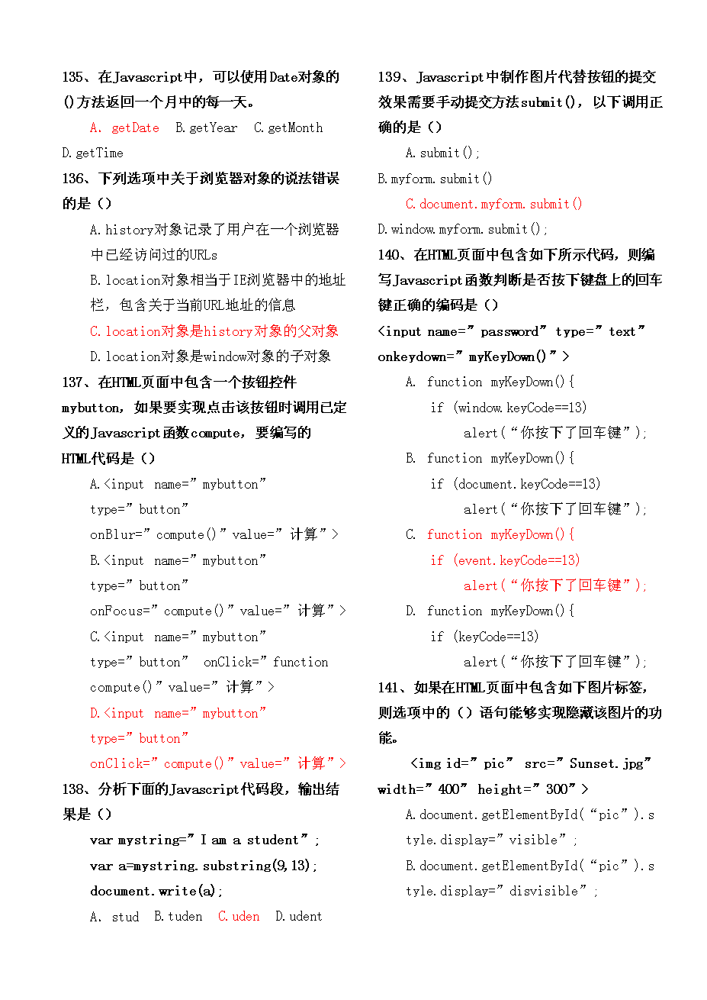 135、在Javascript中，可以使用Date对象的
()方法返回一个月中的每一天。
A. getDate B.getYear C.getMonth
D.getTime
136、下列选项中关于浏览器对象的说法错误
的是（）
A.history对象记录了用户在一个浏览器
中已经访问过的URLs
B.location对象相当于IE浏览器中的地址
栏，包含关于当前URL地址的信息
C.location对象是history对象的父对象
D.location对象是window对象的子对象
137、在HTML页面中包含一个按钮控件
mybutton，如果要实现点击该按钮时调用已定
义的Javascript函数compute，要编写的
HTML代码是（）
A.<input name=”mybutton”
type=”button”
onBlur=”compute()”value=”计算”>
B.<input name=”mybutton”
type=”button”
onFocus=”compute()”value=”计算”>
C.<input name=”mybutton”
type=”button” onClick=”function
compute()”value=”计算”>
D.<input name=”mybutton”
type=”button”
onClick=”compute()”value=”计算”>
138、分析下面的Javascript代码段，输出结
果是（）
var mystring=”I am a student”;
var a=mystring.substring(9,13);
document.write(a);
A. stud B.tuden C.uden D.udent
139、Javascript中制作图片代替按钮的提交
效果需要手动提交方法submit()，以下调用正
确的是（）
A.submit();
B.myform.submit()
C.document.myform.submit()
D.window.myform.submit();
140、在HTML页面中包含如下所示代码，则编
写Javascript函数判断是否按下键盘上的回车
键正确的编码是（）
<input name=”password” type=”text”
onkeydown=”myKeyDown()”>
A. function myKeyDown(){
if (window.keyCode==13)
alert(“你按下了回车键”);
B. function myKeyDown(){
if (document.keyCode==13)
alert(“你按下了回车键”);
C. function myKeyDown(){
if (event.keyCode==13)
alert(“你按下了回车键”);
D. function myKeyDown(){
if (keyCode==13)
alert(“你按下了回车键”);
141、如果在HTML页面中包含如下图片标签，
则选项中的（）语句能够实现隐藏该图片的功
能。
<img id=”pic” src=”Sunset.jpg”
width=”400” height=”300”>
A.document.getElementById(“pic”).s
tyle.display=”visible”;
B.document.getElementById(“pic”).s
tyle.display=”disvisible”;